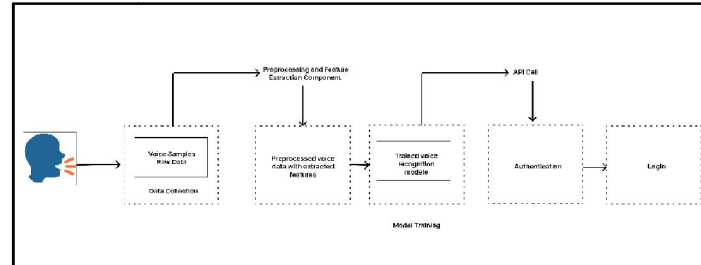 Preprocessing and Feature
Extraction Component
API Call
Voice Samples
Raw Data
Data Collection
Preprocessed voice
data with extracted
features
Trained voice
recognition
models
Authentication
Login
Model Training